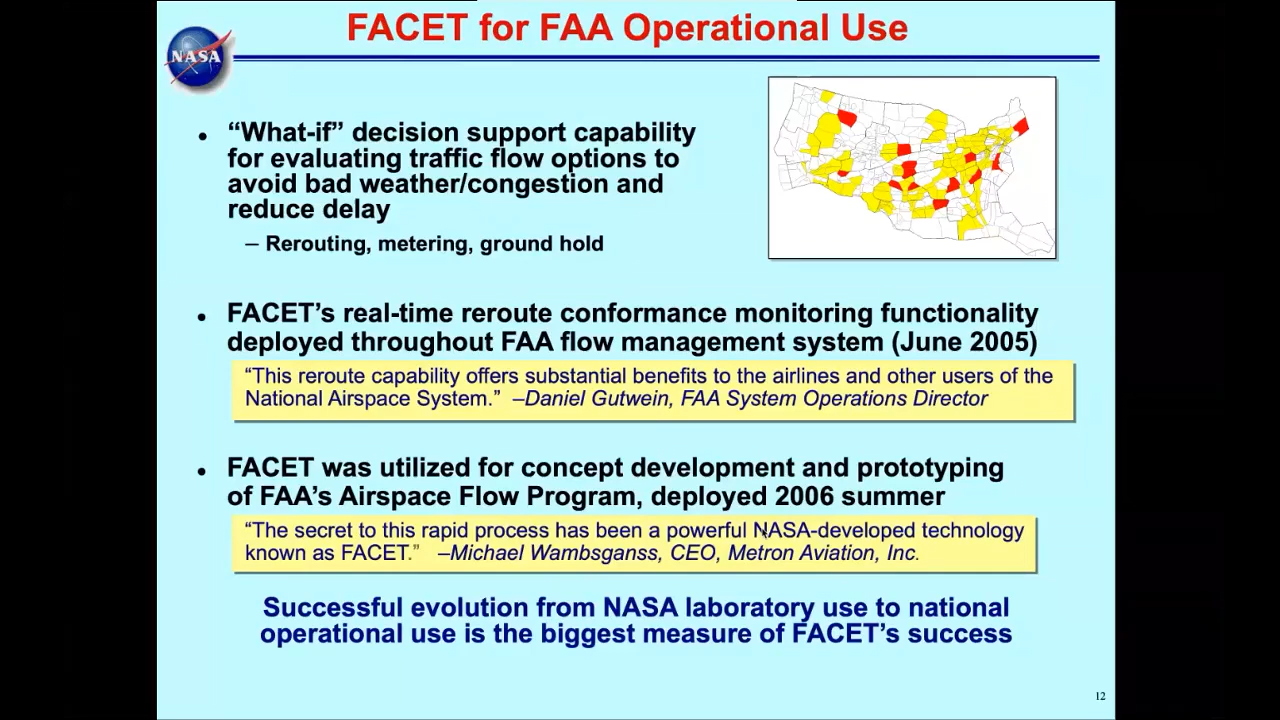 FACET for FAA Operational Use
NASA
• “What-if” decision support capability
for evaluating traffic flow options to
avoid bad weather/congestion and
reduce delay
– Rerouting, metering, ground hold
• FACET’s real-time reroute conformance monitoring functionality
deployed throughout FAA flow management system (June 2005)
“This reroute capability offers substantial benefits to the airlines and other users of the
National Airspace System.” –Daniel Gutwein, FAA System Operations Director
• FACET was utilized for concept development and prototyping
of FAA’s Airspace Flow Program, deployed 2006 summer
“The secret to this rapid process has been a powerful NASA-developed technology
known as FACET.” –Michael Wambsganss, CEO, Metron Aviation, Inc.
Successful evolution from NASA laboratory use to national
operational use is the biggest measure of FACET’s success
12